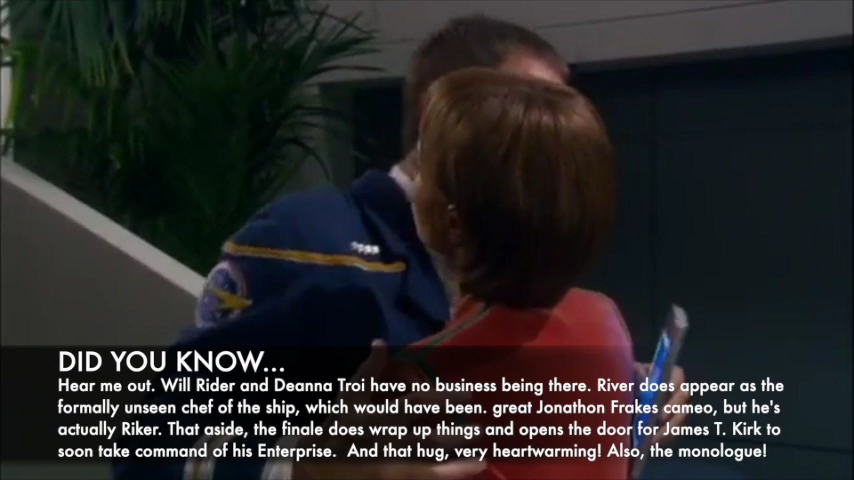 DID YOU KNOW...
Hear me out. Will Rider and Deanna Troi have no business being there. River does appear as the
formally unseen chef of the ship, which would have been. great Jonathon Frakes cameo, but he's
actually Riker. That aside, the finale does wrap up things and opens the door for James T. Kirk to
soon take command of his Enterprise.  And that hug, very heartwarming! Also, the monologue!